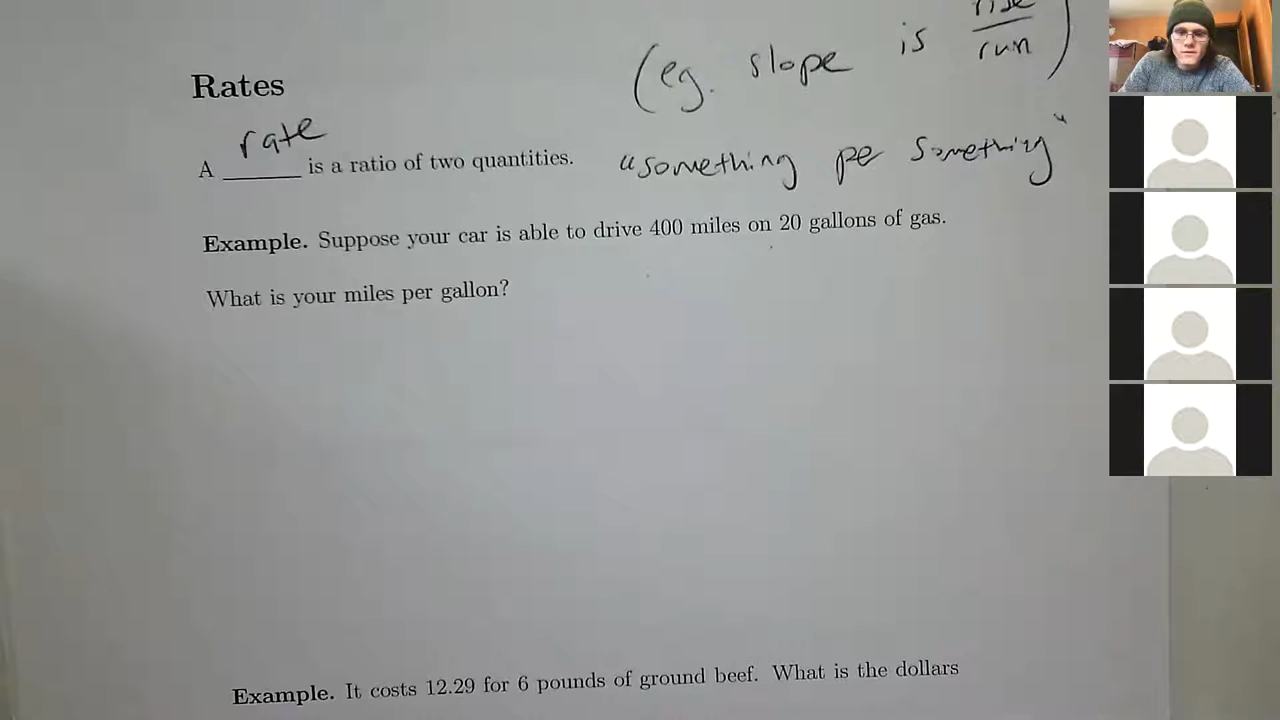 (eg. slope is rise/run)
Rates
A rate is a ratio of two quantities. "something per something"
Example. Suppose your car is able to drive 400 miles on 20 gallons of gas.
What is your miles per gallon?
Example. It costs 12.29 for 6 pounds of ground beef. What is the dollars